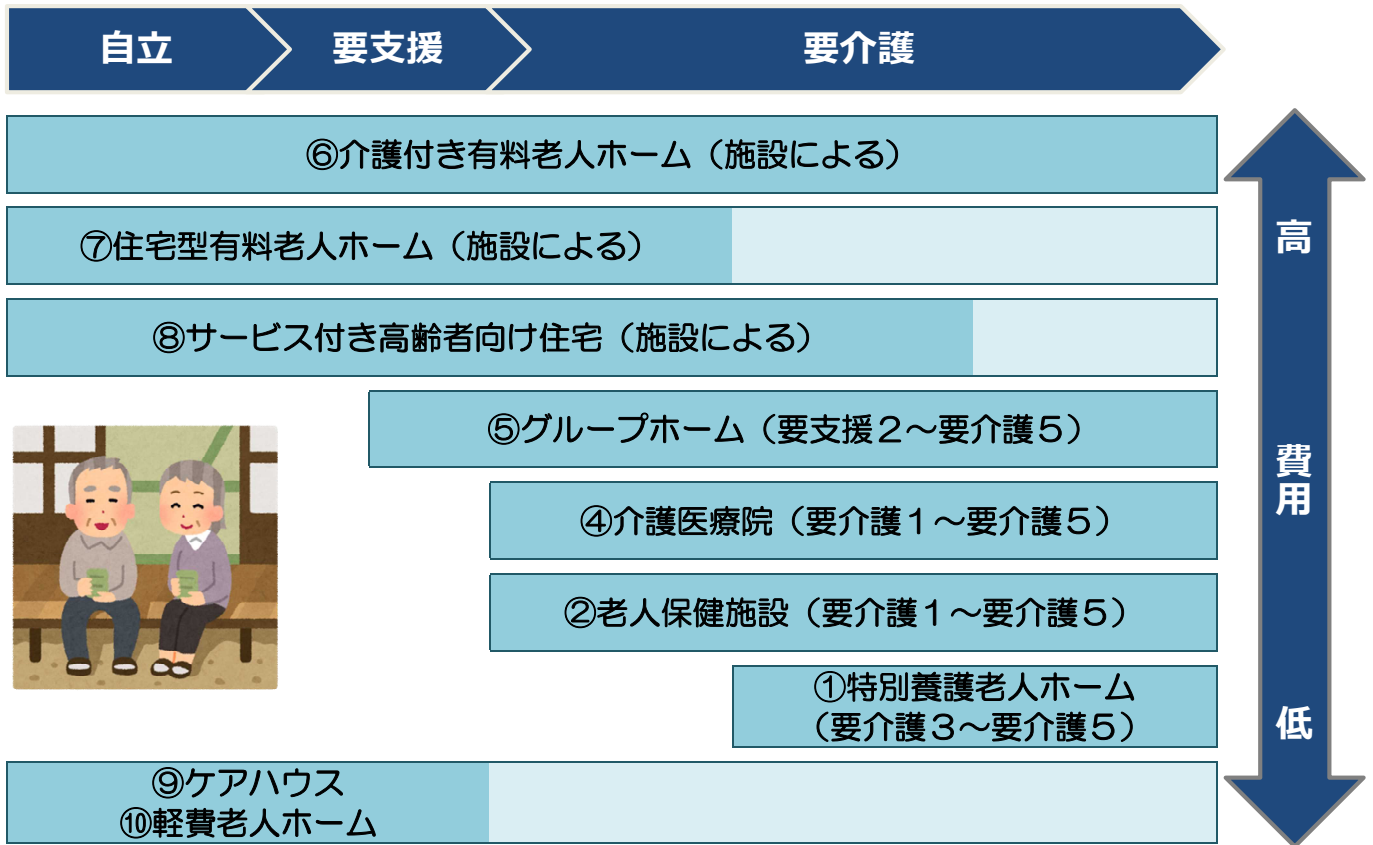 自立
要支援
要介護
⑥介護付き有料老人ホーム（施設による）
⑦住宅型有料老人ホーム（施設による）
⑧サービス付き高齢者向け住宅（施設による）
⑤グループホーム（要支援２～要介護５）
④介護医療院（要介護１～要介護５）
②老人保健施設（要介護１～要介護５）
①特別養護老人ホーム
（要介護３～要介護５）
⑨ケアハウス
⑩軽費老人ホーム
高
費用
低